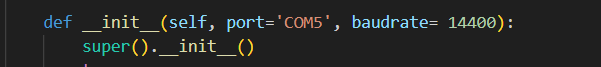 def __init__(self, port='COM5', baudrate= 14400):
super().__init__()